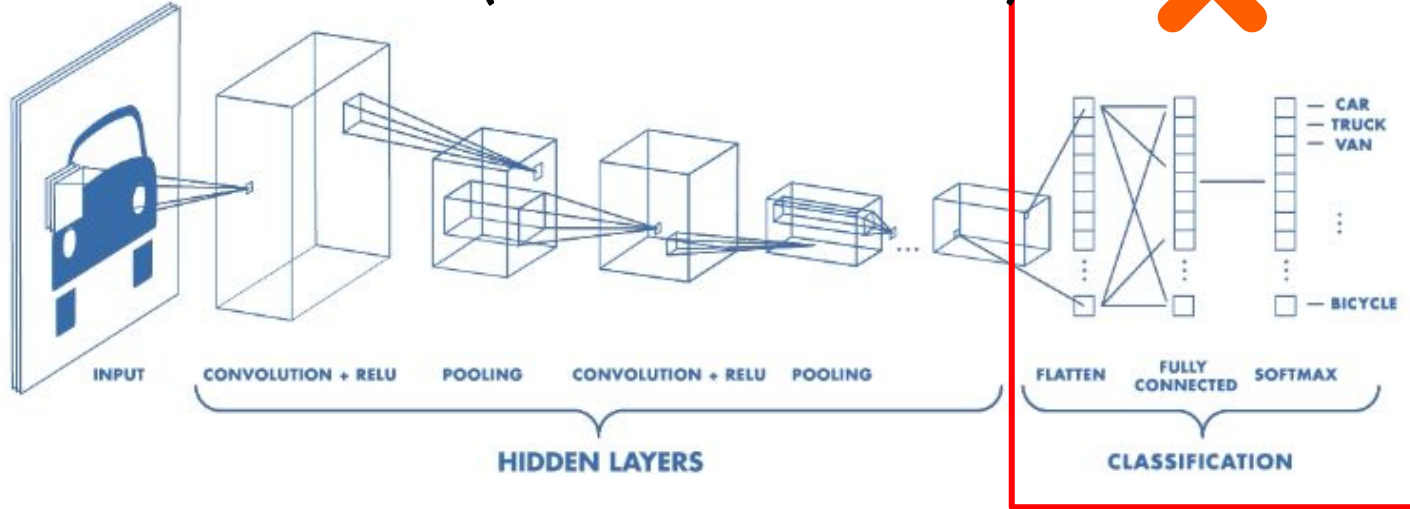 CAR
TRUCK
VAN
BICYCLE
INPUT
CONVOLUTION + RELU
POOLING
CONVOLUTION + RELU
POOLING
FLATTEN
FULLY
CONNECTED
SOFTMAX
HIDDEN LAYERS
CLASSIFICATION